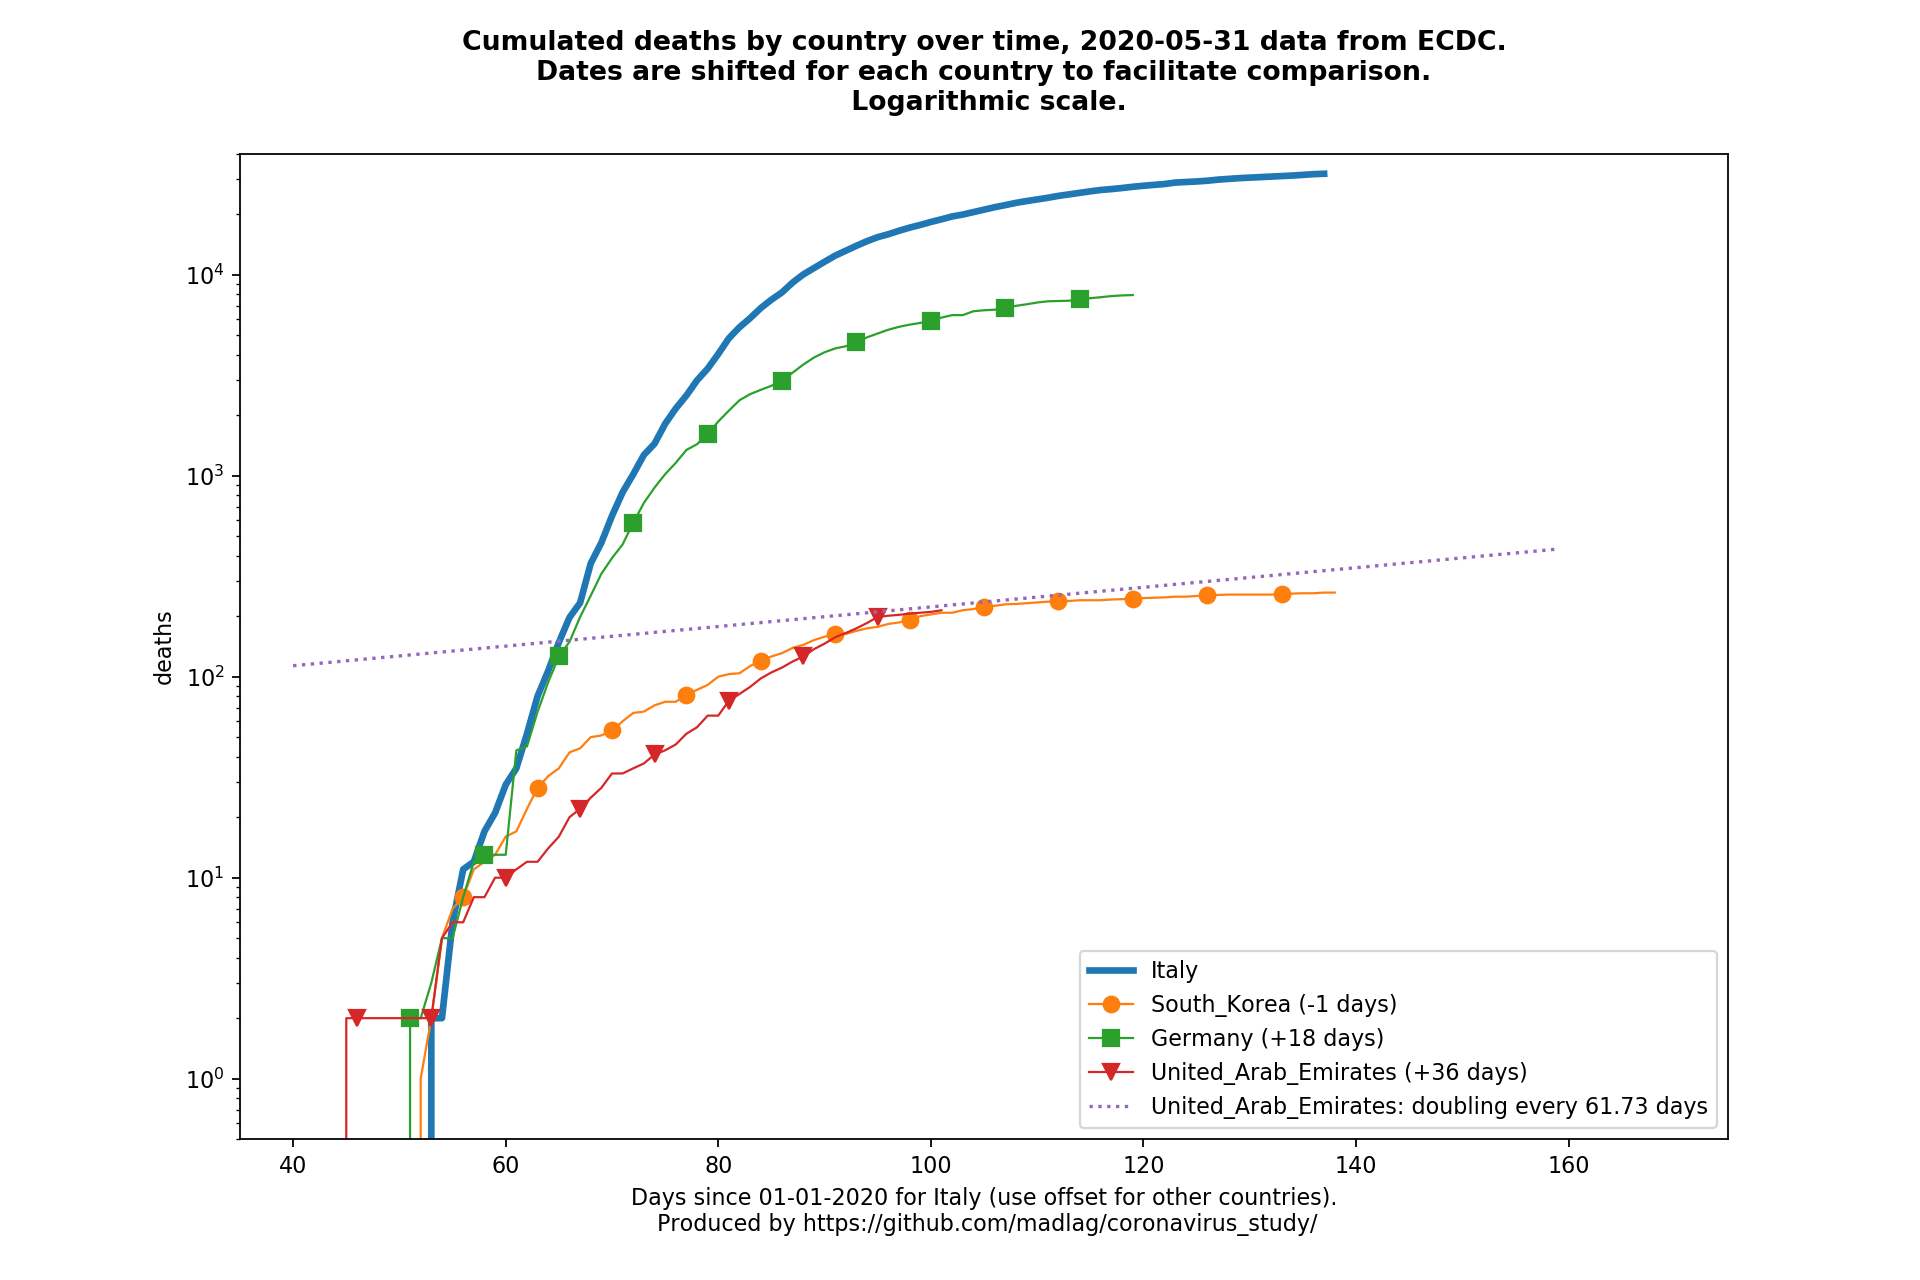 Cumulated deaths by country over time, 2020-05-31 data from ECDC.
Dates are shifted for each country to facilitate comparison.
Logarithmic scale.
10^4
10^3
10^2
10^1
10^0
deaths
Italy
South_Korea (-1 days)
Germany (+18 days)
United_Arab_Emirates (+36 days)
United_Arab_Emirates: doubling every 61.73 days
40 60 80 100 120 140 160
Days since 01-01-2020 for Italy (use offset for other countries).
Produced by https://github.com/madlag/coronavirus_study/